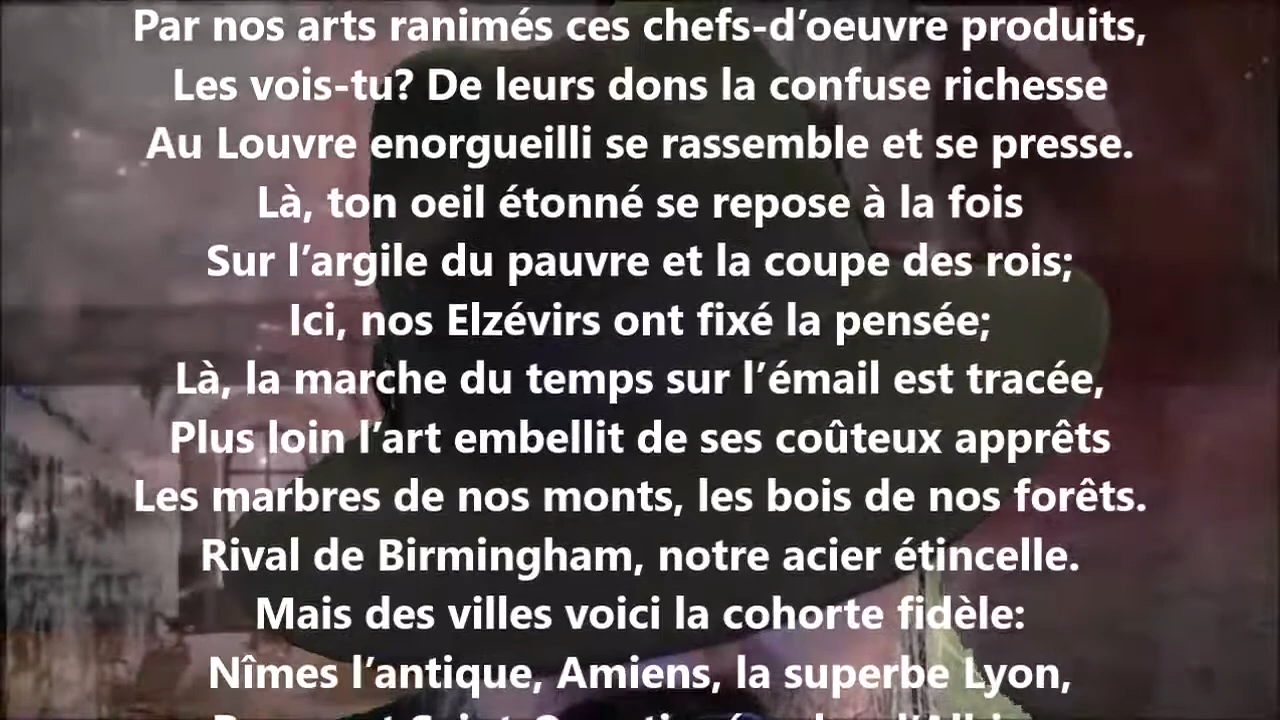 Par nos arts ranimés ces chefs-d’oeuvre produits,
Les vois-tu? De leurs dons la confuse richesse
Au Louvre enorgueilli se rassemble et se presse.
Là, ton oeil étonné se repose à la fois
Sur l’argile du pauvre et la coupe des rois;
Ici, nos Elzévirs ont fixé la pensée;
Là, la marche du temps sur l’émail est tracée,
Plus loin l’art embellit de ses coûteux apprêts
Les marbres de nos monts, les bois de nos forêts.
Rival de Birmingham, notre acier étincelle.
Mais des villes voici la cohorte fidèle:
Nîmes l’antique, Amiens, la superbe Lyon,